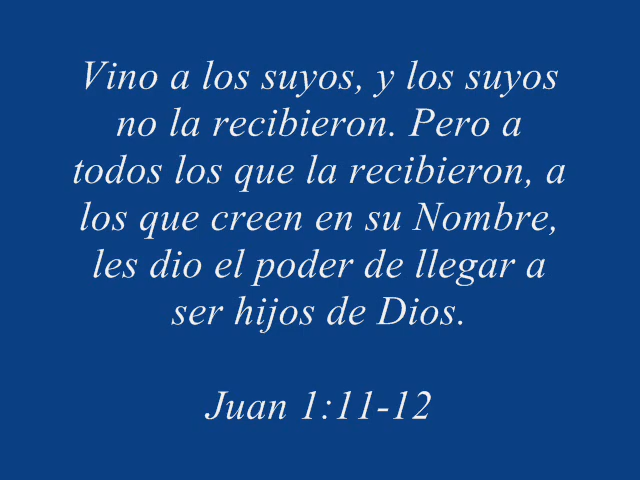 Vino a los suyos, y los suyos
no la recibieron. Pero a
todos los que la recibieron, a
los que creen en su Nombre,
les dio el poder de llegar a
ser hijos de Dios.
Juan 1:11-12